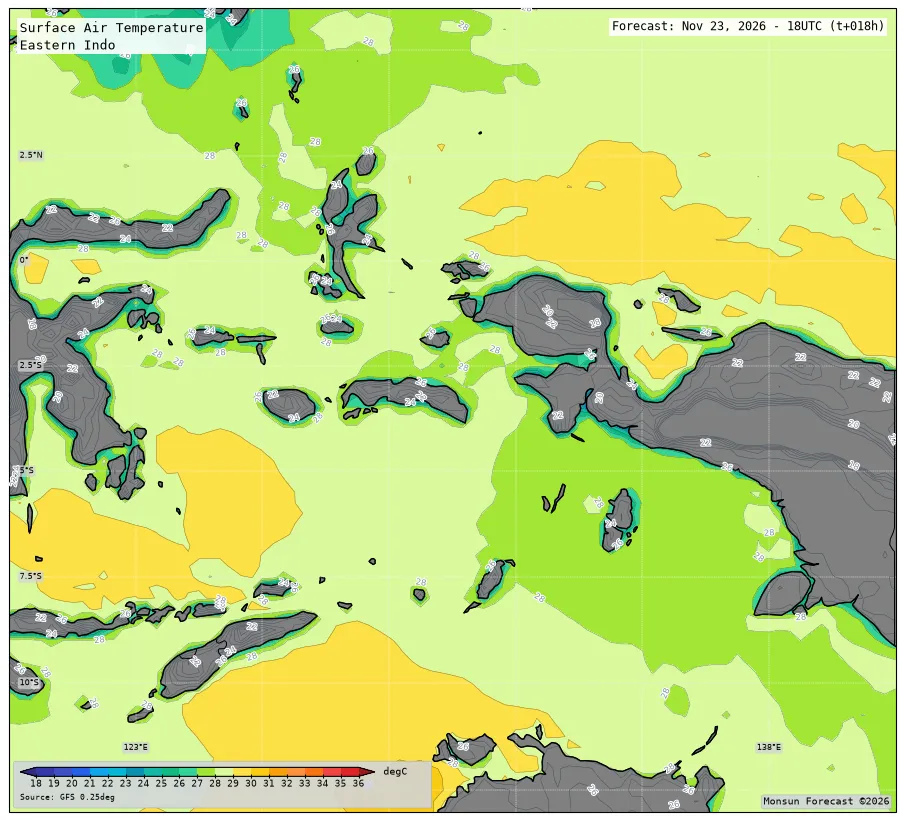 Surface Air Temperature
Eastern Indo
Forecast: Nov 23, 2026 - 18UTC (t+018h)
2.5°N
0°
2.5°S
5°S
7.5°S
10°S
123°E
138°E
18 19 20 21 22 23 24 25 26 27 28 29 30 31 32 33 34 35 36
degC
Source: GFS 0.25deg
Monsun Forecast ©2026